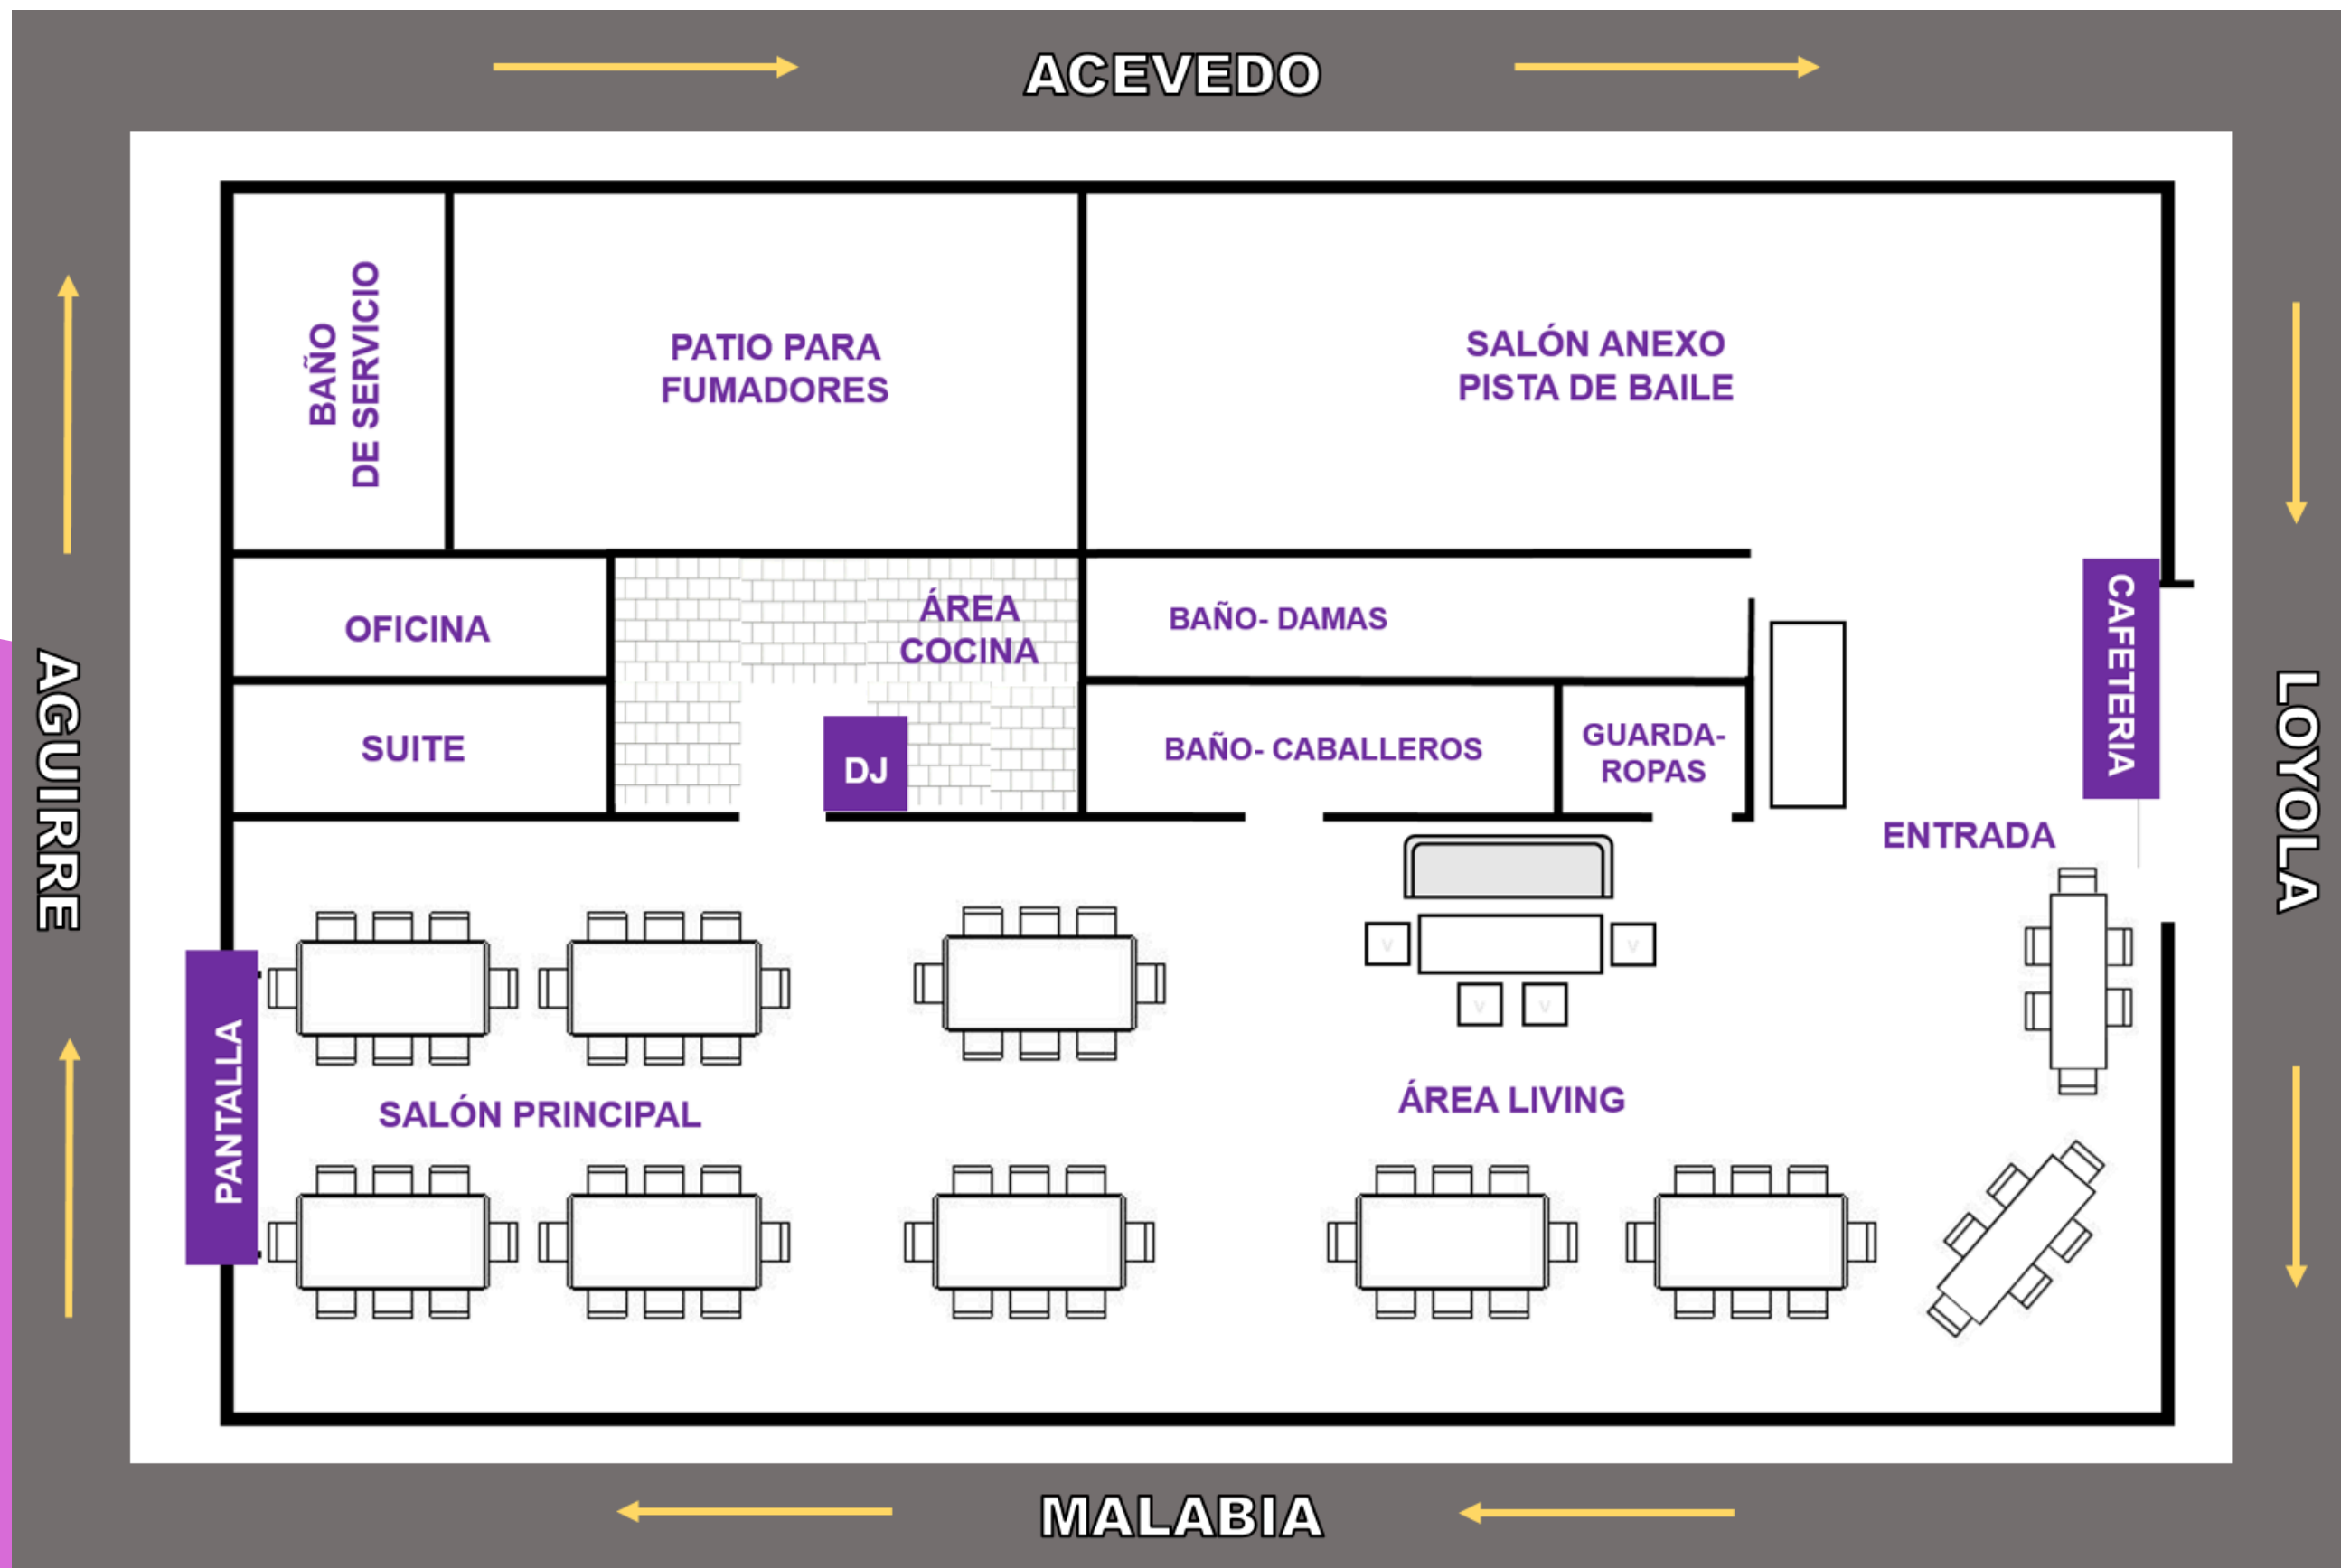 ACEVEDO
BAÑO
DE SERVICIO
PATIO PARA
FUMADORES
SALÓN ANEXO
PISTA DE BAILE
OFICINA
ÁREA
COCINA
BAÑO- DAMAS
CAFETERIA
SUITE
DJ
BAÑO- CABALLEROS
GUARDA-
ROPAS
ENTRADA
AGUIRRE
LOYOLA
V
V
V
V
PANTALLA
SALÓN PRINCIPAL
ÁREA LIVING
MALABIA